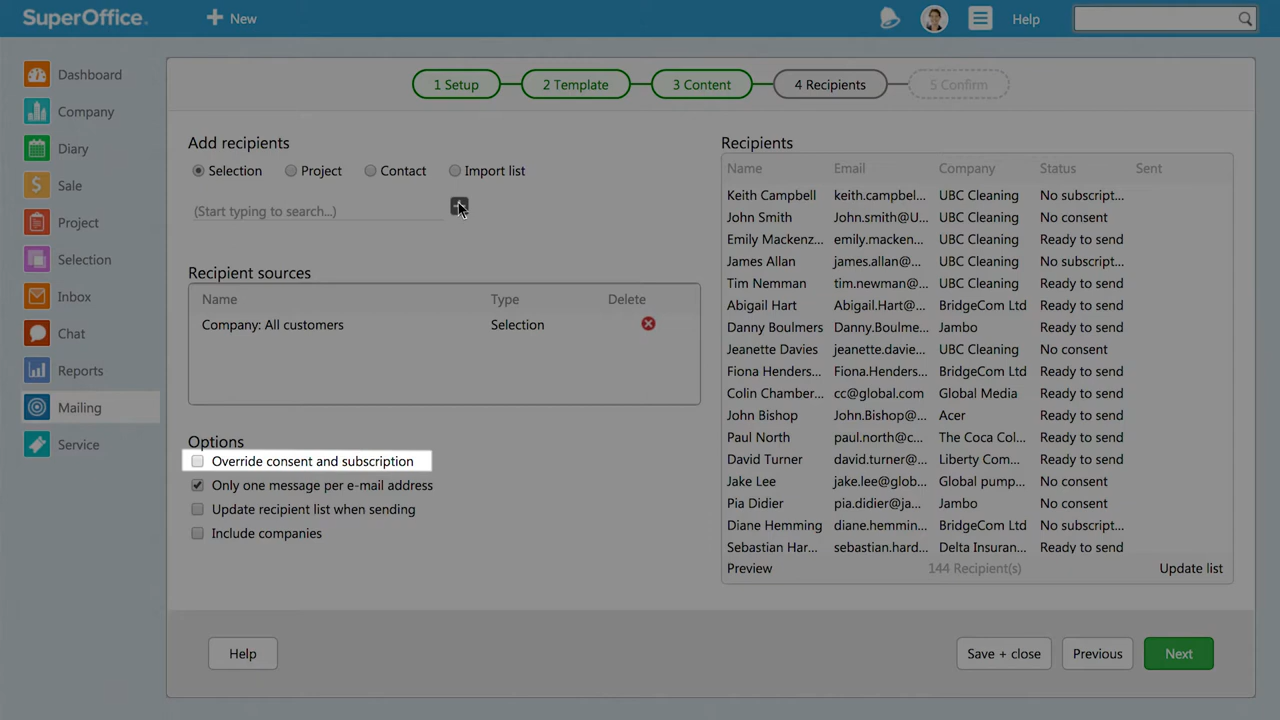 SuperOffice.
New
Help
Dashboard
Company
Diary
Sale
Project
Selection
Inbox
Chat
Reports
Mailing
Service
1 Setup
2 Template
3 Content
4 Recipients
5 Confirm
Add recipients
Selection Project Contact Import list
(Start typing to search...)
Recipient sources
Name Type Delete
Company: All customers Selection
Options
Override consent and subscription
Only one message per e-mail address
Update recipient list when sending
Include companies
Recipients
Name Email Company Status Sent
Keith Campbell keith.campbel... UBC Cleaning No subscript...
John Smith John.smith@U... UBC Cleaning No consent
Emily Mackenz... emily.macken... UBC Cleaning Ready to send
James Allan james.allan@... UBC Cleaning No subscript...
Tim Nemman tim.newman@... UBC Cleaning Ready to send
Abigail Hart Abigail.Hart@... BridgeCom Ltd Ready to send
Danny Boulmers Danny.Boulme... Jambo Ready to send
Jeanette Davies jeanette.davie... UBC Cleaning No consent
Fiona Henders... Fiona.Henders... BridgeCom Ltd Ready to send
Colin Chamber... cc@global.com Global Media Ready to send
John Bishop John.Bishop@... Acer Ready to send
Paul North paul.north@c... The Coca Col... Ready to send
David Turner david.turner@... Liberty Com... Ready to send
Jake Lee jake.lee@glob... Global pump... No consent
Pia Didier pia.didier@ja... Jambo No consent
Diane Hemming diane.hemmin... BridgeCom Ltd No subscript...
Sebastian Har... sebastian.hard... Delta Insuran... Ready to send
Preview 144 Recipient(s) Update list
Help
Save + close
Previous
Next